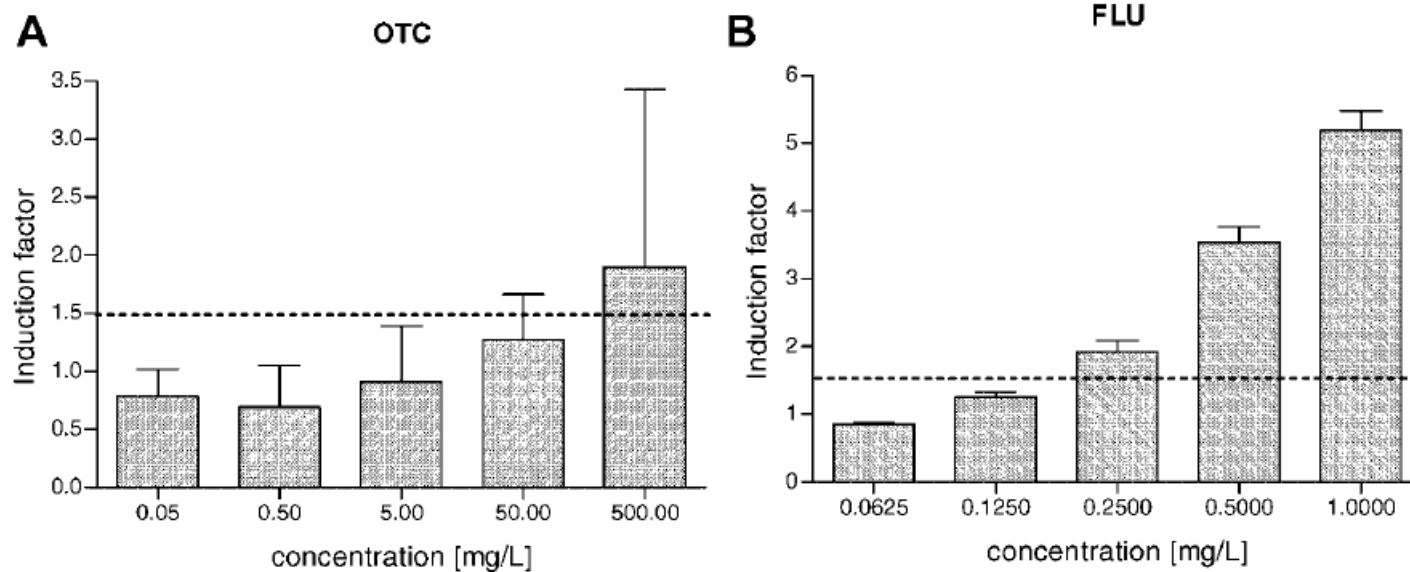 A
OTC
Induction factor
3.5
3.0
2.5
2.0
1.5
1.0
0.5
0.0
0.05 0.50 5.00 50.00 500.00
concentration [mg/L]
B
FLU
Induction factor
6
5
4
3
2
1
0
0.0625 0.1250 0.2500 0.5000 1.0000
concentration [mg/L]